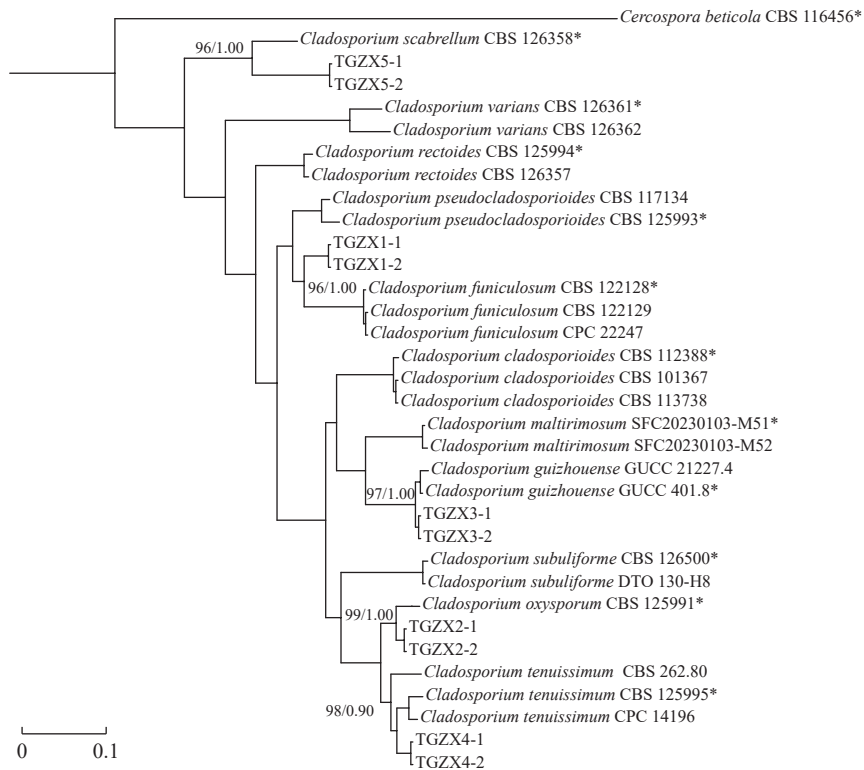 Cercospora beticola CBS 116456*
96/1.00
Cladosporium scabrellum CBS 126358*
TGZX5-1
TGZX5-2
Cladosporium varians CBS 126361*
Cladosporium varians CBS 126362
Cladosporium rectoides CBS 125994*
Cladosporium rectoides CBS 126357
Cladosporium pseudocladosporioides CBS 117134
Cladosporium pseudocladosporioides CBS 125993*
TGZX1-1
TGZX1-2
96/1.00
Cladosporium funiculosum CBS 122128*
Cladosporium funiculosum CBS 122129
Cladosporium funiculosum CPC 22247
Cladosporium cladosporioides CBS 112388*
Cladosporium cladosporioides CBS 101367
Cladosporium cladosporioides CBS 113738
Cladosporium maltirimosum SFC20230103-M51*
Cladosporium maltirimosum SFC20230103-M52
Cladosporium guizhouense GUCC 21227.4
97/1.00
Cladosporium guizhouense GUCC 401.8*
TGZX3-1
TGZX3-2
Cladosporium subuliforme CBS 126500*
Cladosporium subuliforme DTO 130-H8
99/1.00
Cladosporium oxysporum CBS 125991*
TGZX2-1
TGZX2-2
Cladosporium tenuissimum CBS 262.80
98/0.90
Cladosporium tenuissimum CBS 125995*
Cladosporium tenuissimum CPC 14196
TGZX4-1
TGZX4-2
0 0.1